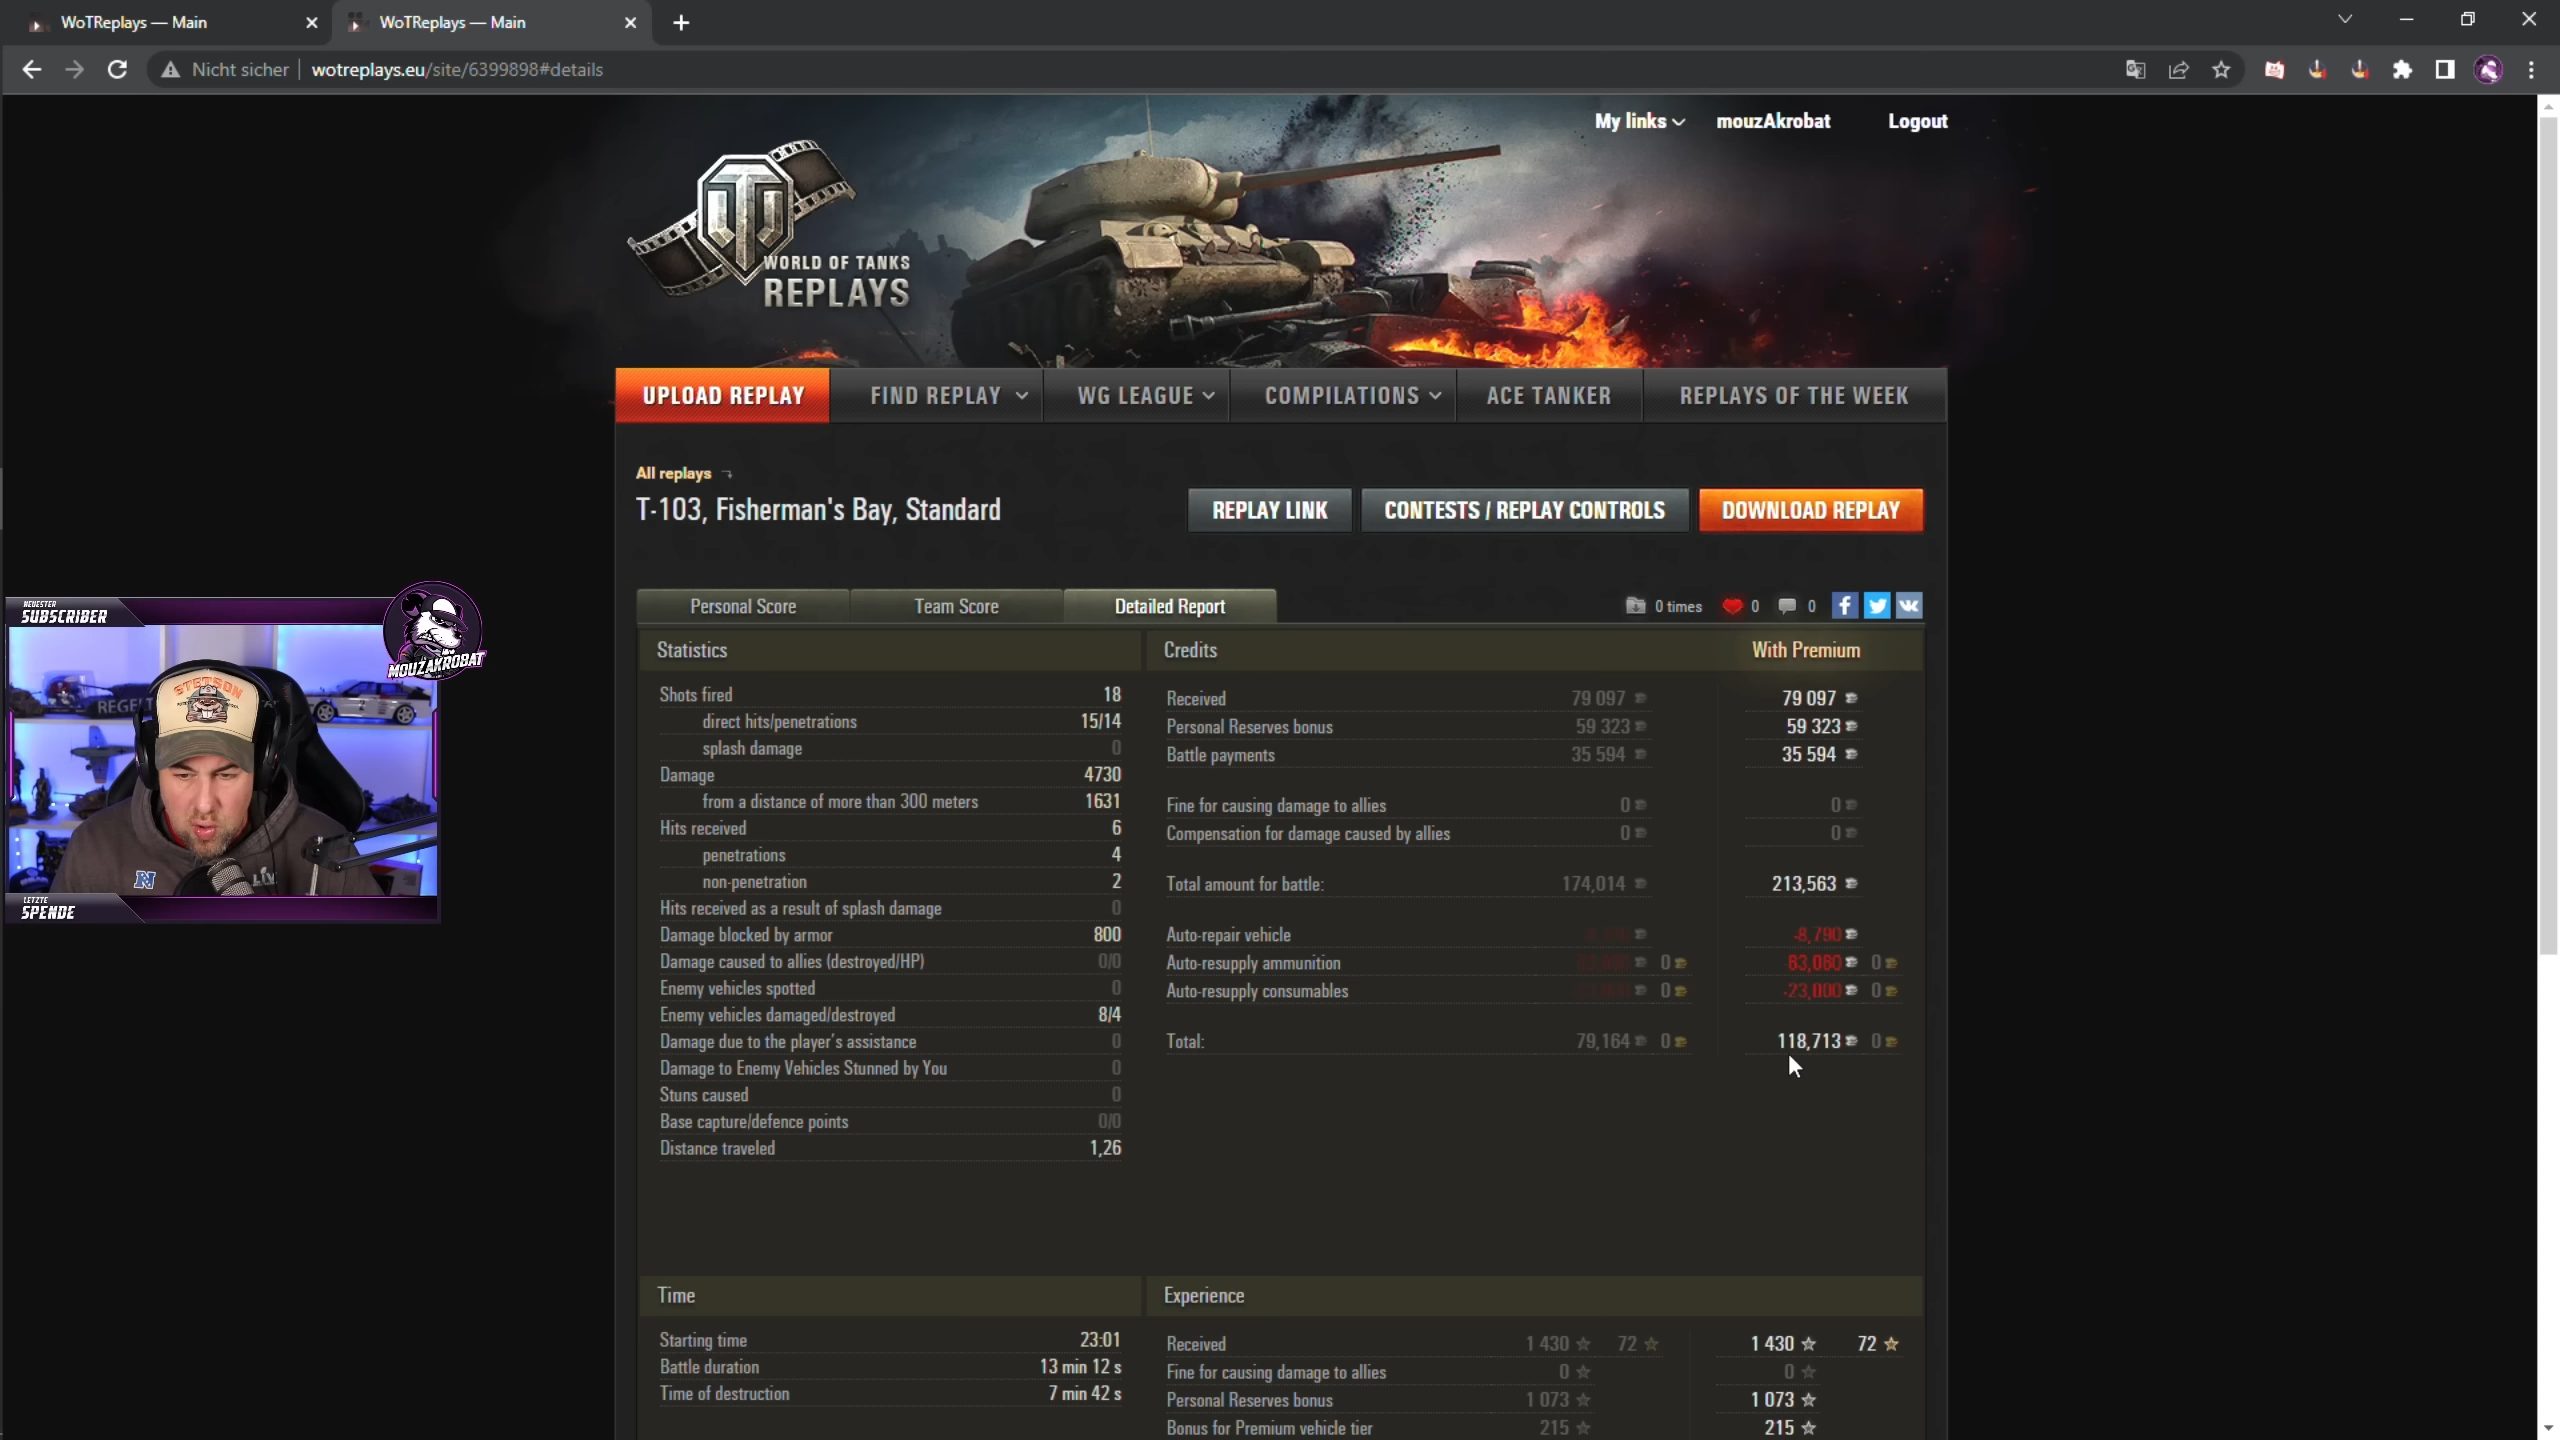 WoTReplays — Main
WoTReplays — Main
Nicht sicher wotreplays.eu/site/6399898#details
My links mouzAkrobat Logout
WORLD OF TANKS
REPLAYS
UPLOAD REPLAY FIND REPLAY WG LEAGUE COMPILATIONS ACE TANKER REPLAYS OF THE WEEK
All replays
T-103, Fisherman's Bay, Standard
REPLAY LINK CONTESTS / REPLAY CONTROLS DOWNLOAD REPLAY
Personal Score Team Score Detailed Report 0 times 0 0
NEUESTER
SUBSCRIBER
MOUZAKROBAT
STETSON
LIV
LETZTE
SPENDE
Statistics
Shots fired 18
direct hits/penetrations 15/14
splash damage 0
Damage 4730
from a distance of more than 300 meters 1631
Hits received 6
penetrations 4
non-penetration 2
Hits received as a result of splash damage 0
Damage blocked by armor 800
Damage caused to allies (destroyed/HP) 0/0
Enemy vehicles spotted 0
Enemy vehicles damaged/destroyed 8/4
Damage due to the player's assistance 0
Damage to Enemy Vehicles Stunned by You 0
Stuns caused 0
Base capture/defence points 0/0
Distance traveled 1,26
Credits With Premium
Received 79 097 79 097
Personal Reserves bonus 59 323 59 323
Battle payments 35 594 35 594
Fine for causing damage to allies 0 0
Compensation for damage caused by allies 0 0
Total amount for battle: 174,014 213,563
Auto-repair vehicle -8,790
Auto-resupply ammunition 0 63,060 0
Auto-resupply consumables 0 -23,000 0
Total: 79,164 0 118,713 0
Time
Starting time 23:01
Battle duration 13 min 12 s
Time of destruction 7 min 42 s
Experience
Received 1 430 72 1 430 72
Fine for causing damage to allies 0 0
Personal Reserves bonus 1 073 1 073
Bonus for Premium vehicle tier 215 215